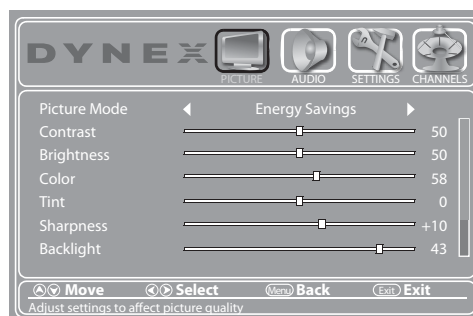 DYNEX
PICTURE AUDIO SETTINGS CHANNELS
Picture Mode Energy Savings
Contrast 50
Brightness 50
Color 58
Tint 0
Sharpness +10
Backlight 43
Move Select Menu Back Exit Exit
Adjust settings to affect picture quality